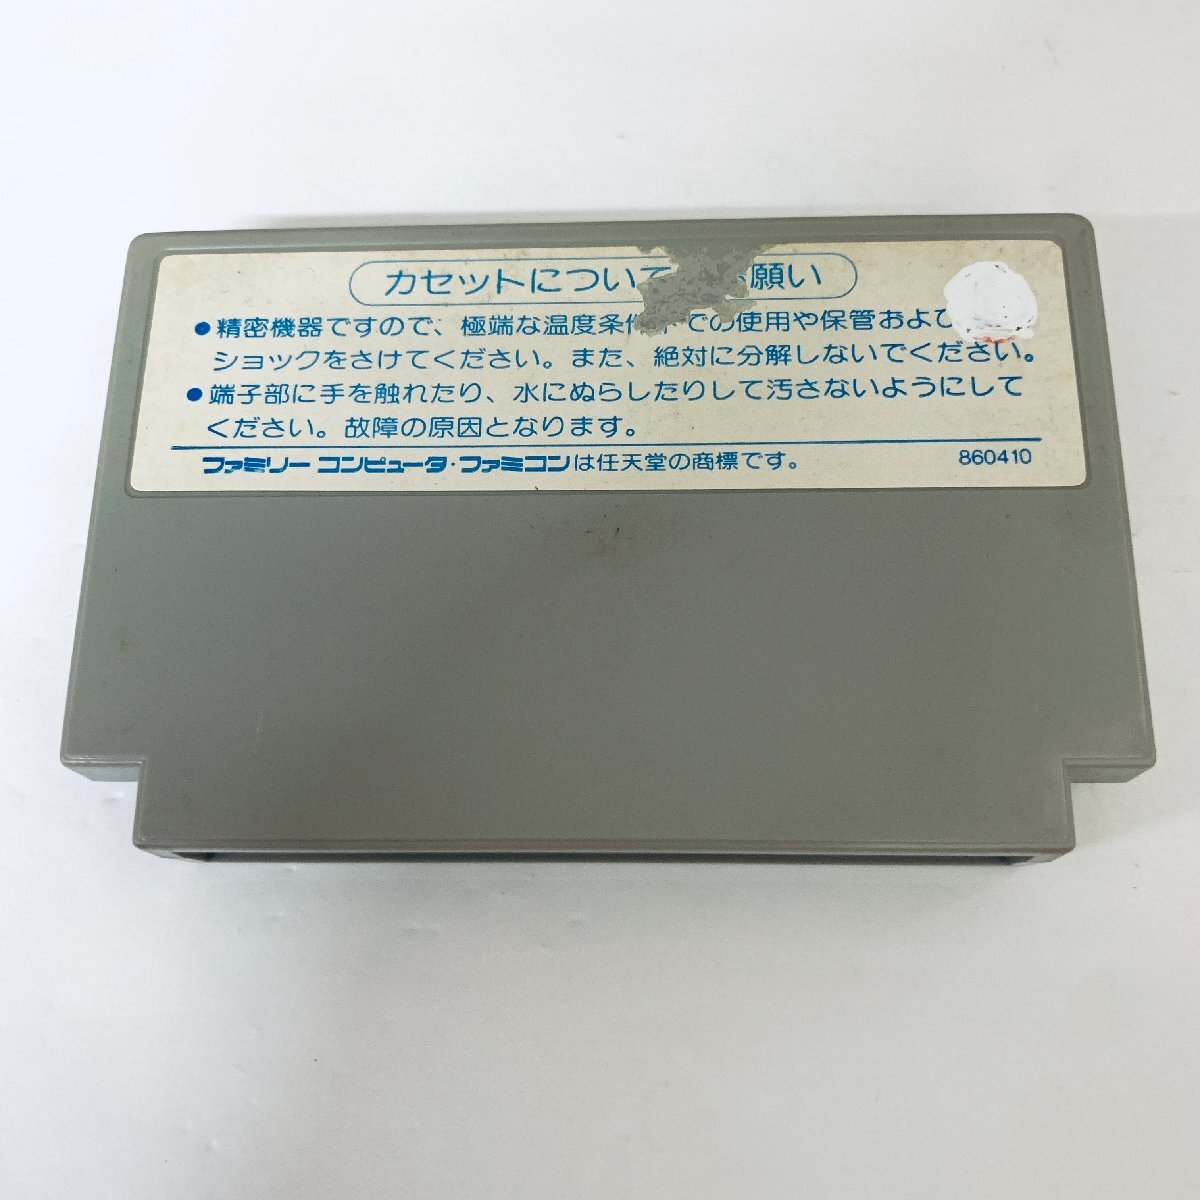 カセットについて 願い
●精密機器ですので、極端な温度条件下での使用や保管および
ショックをさけてください。また、絶対に分解しないでください。
●端子部に手を触れたり、水にぬらしたりして汚さないようにして
ください。故障の原因となります。
ファミリーコンピュータ・ファミコンは任天堂の商標です。
860410